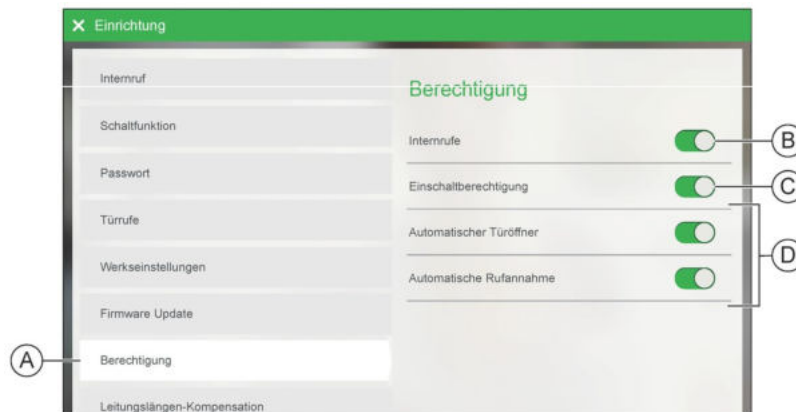 Einrichtung
Internruf
Schaltfunktion
Passwort
Türrufe
Werkseinstellungen
Firmware Update
Berechtigung
Leitungslängen-Kompensation
Berechtigung
Internrufe
Einschaltberechtigung
Automatischer Türöffner
Automatische Rufannahme
A
B
C
D